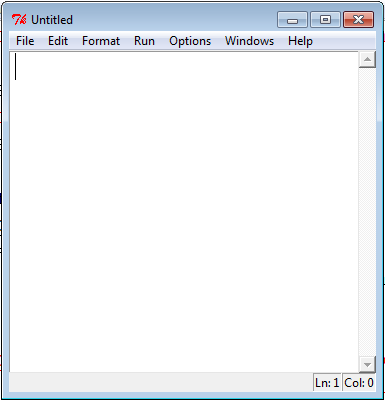 Untitled
File Edit Format Run Options Windows Help
Ln: 1 Col: 0